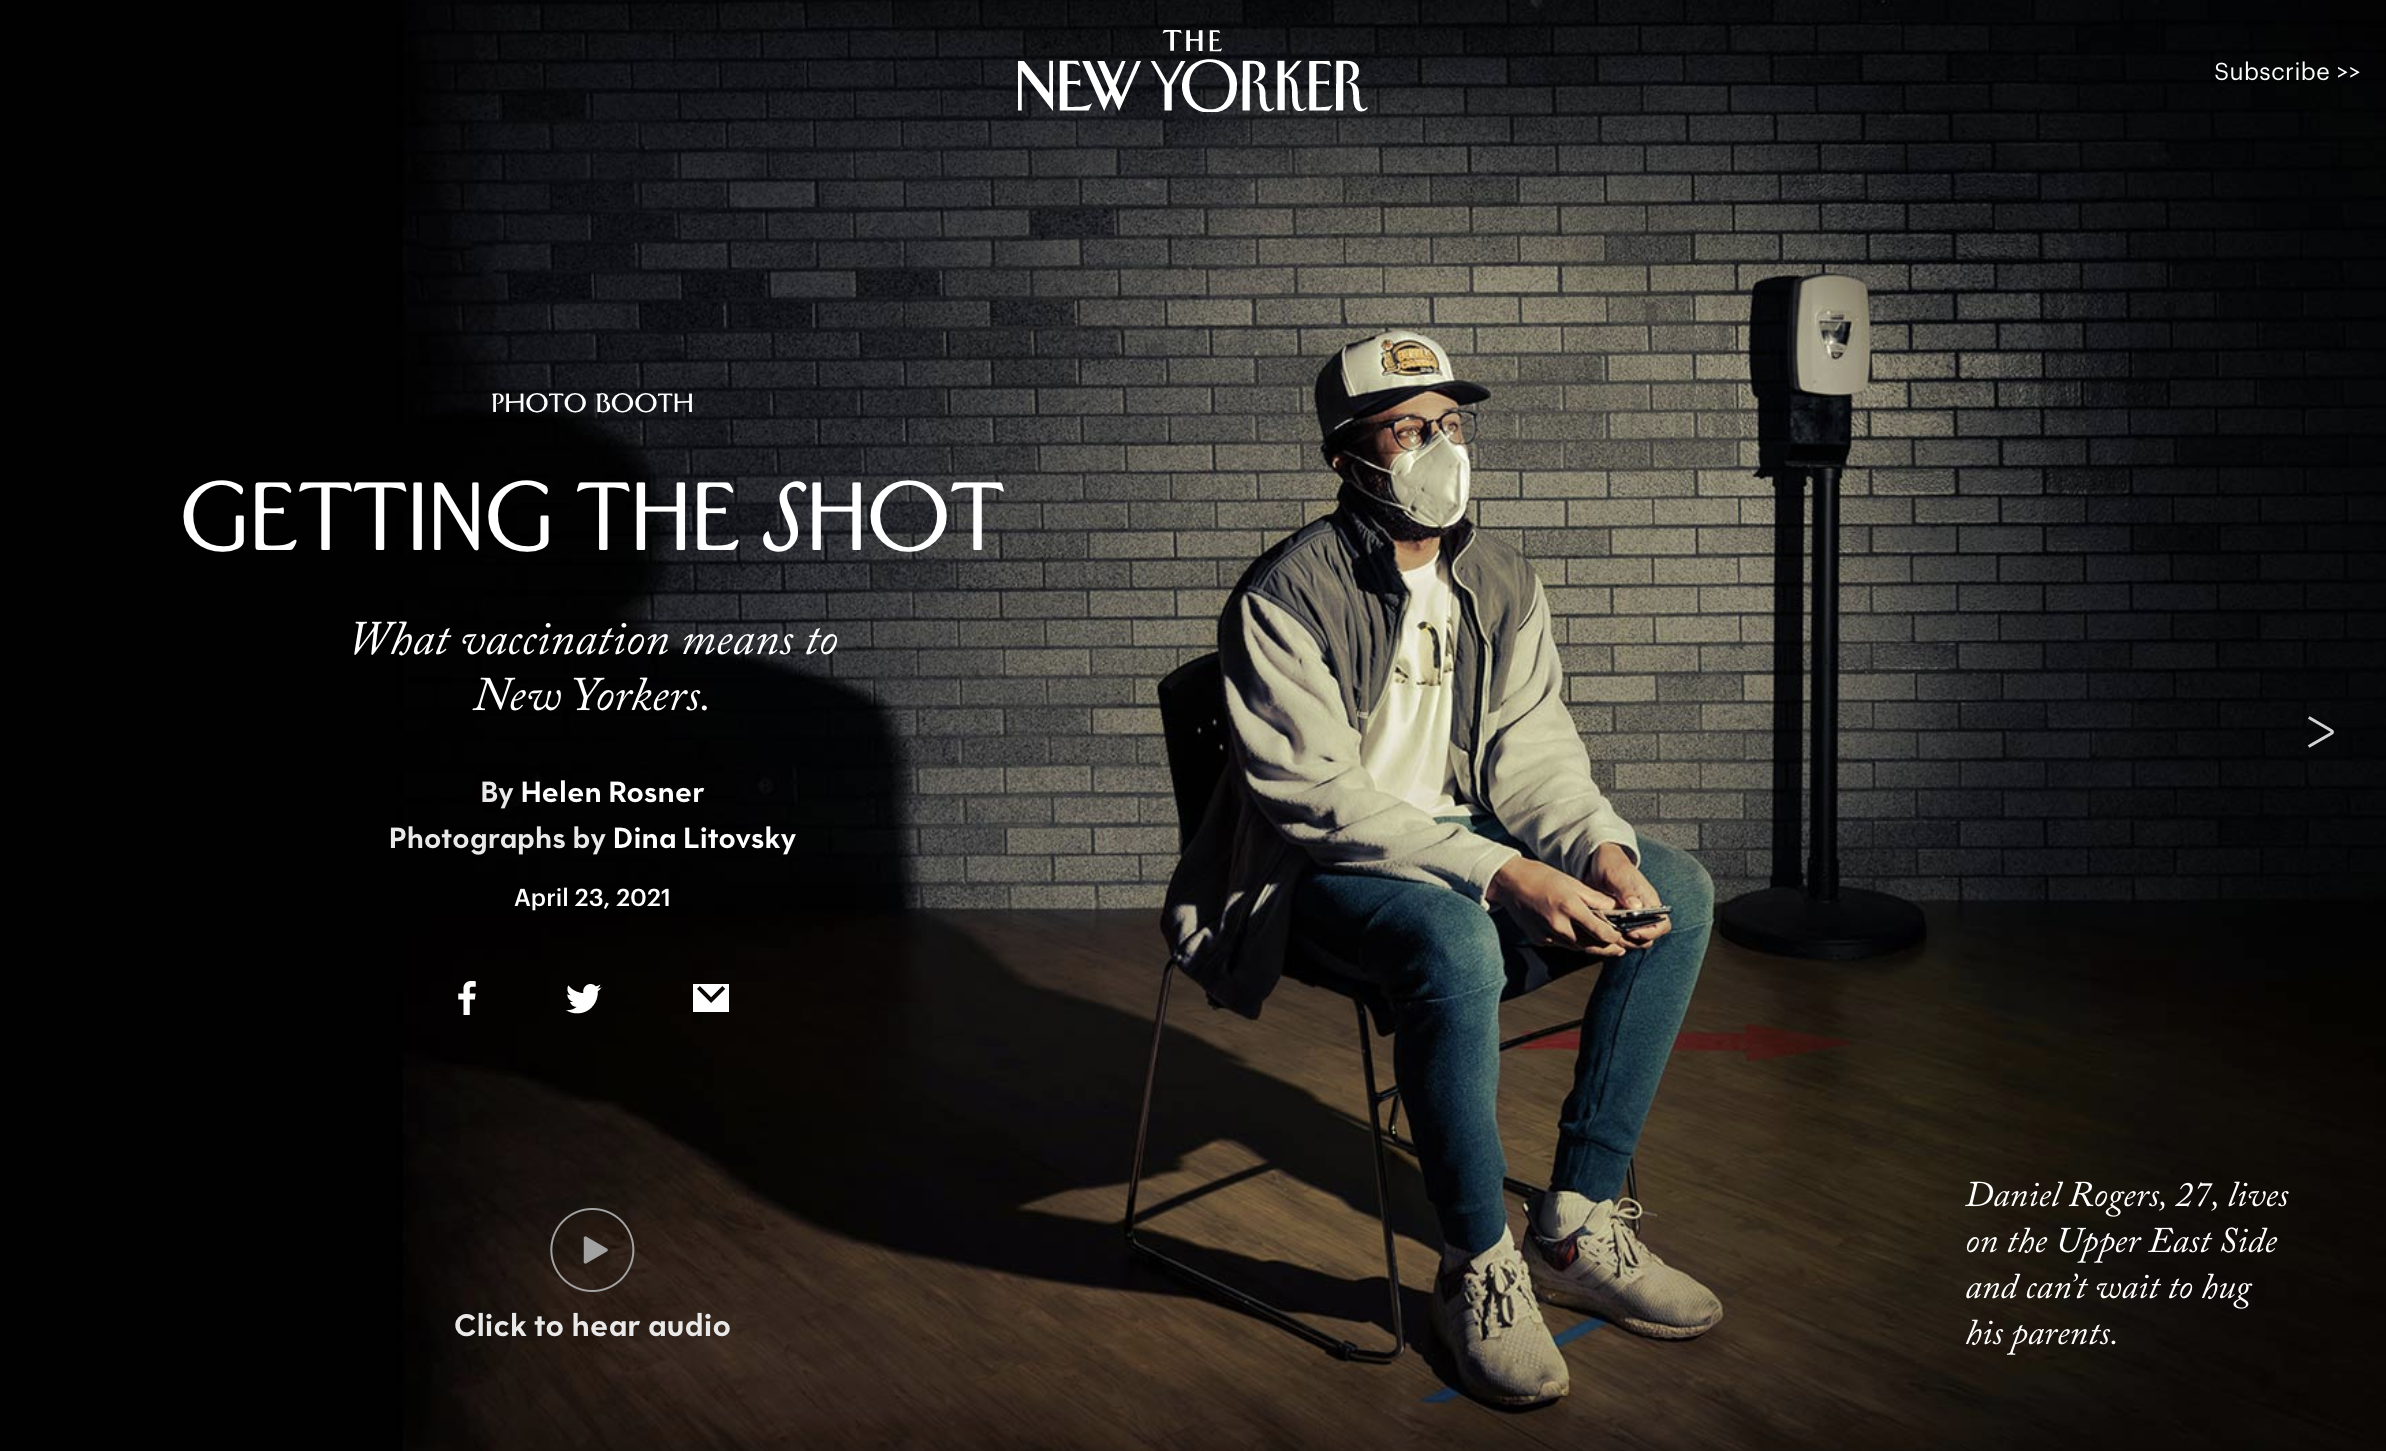 THE
NEW YORKER
Subscribe >>
PHOTO BOOTH
GETTING THE SHOT
What vaccination means to
New Yorkers.
By Helen Rosner
Photographs by Dina Litovsky
April 23, 2021
Click to hear audio
Daniel Rogers, 27, lives
on the Upper East Side
and can’t wait to hug
his parents.